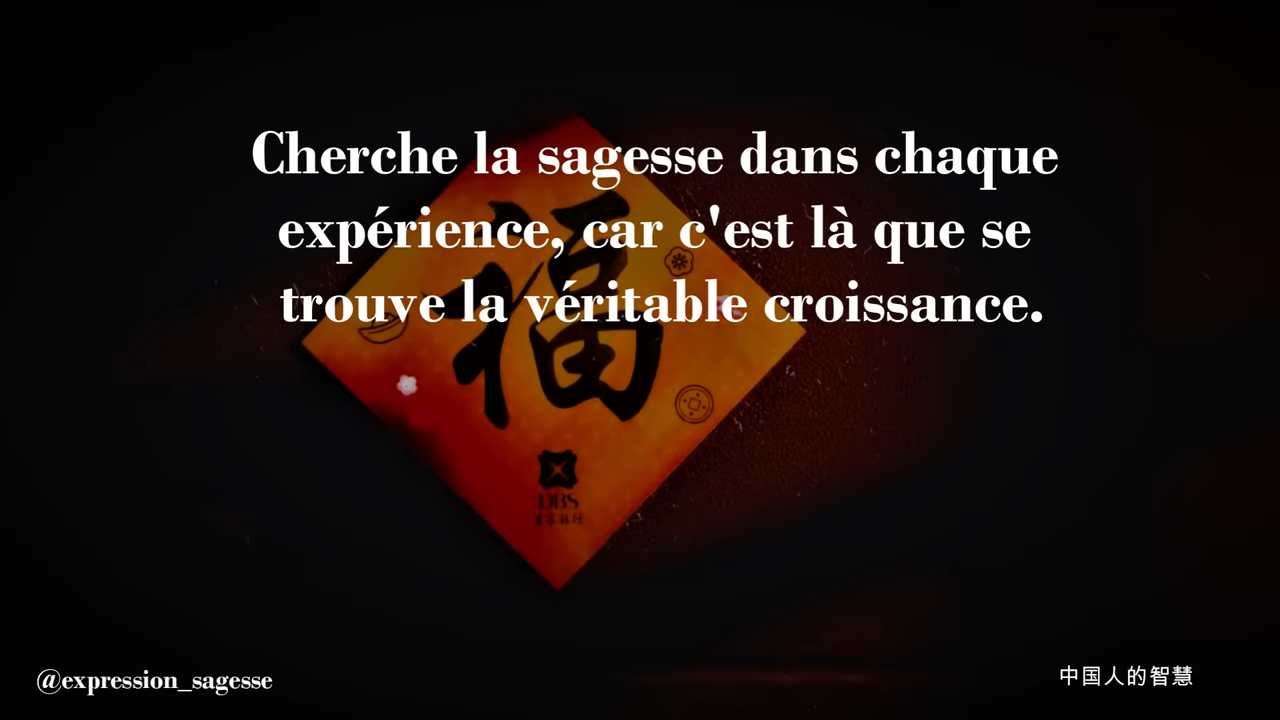 Cherche la sagesse dans chaque
expérience, car c'est là que se
trouve la véritable croissance.
福
DBS
@expression_sagesse
中国人的智慧